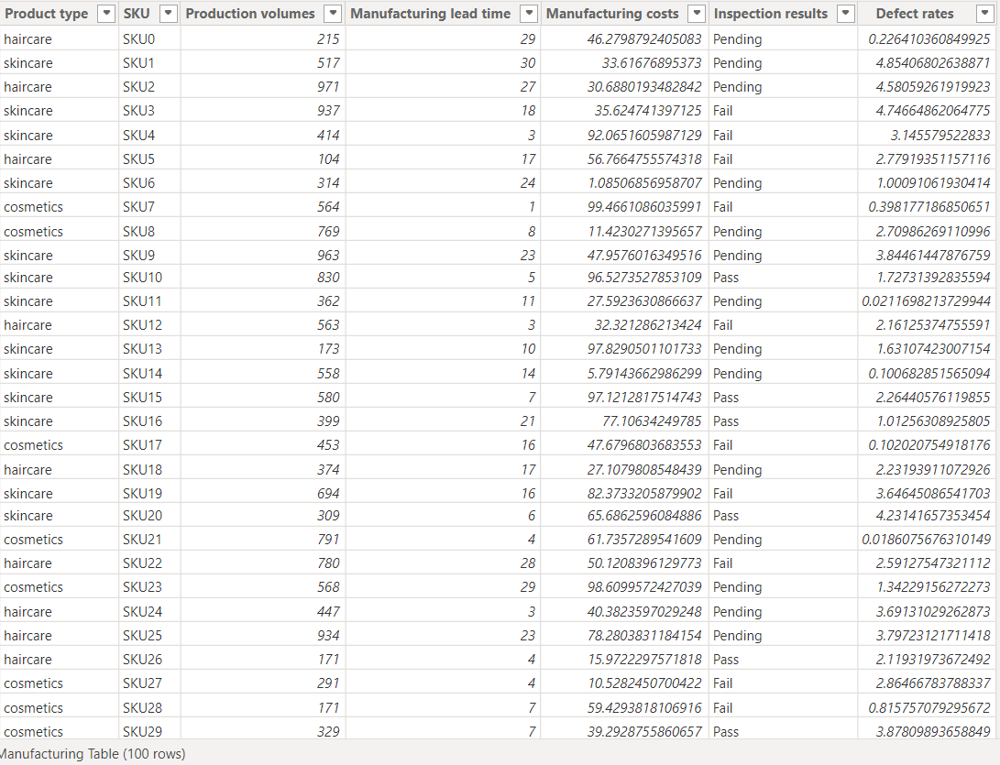 Product type SKU Production volumes Manufacturing lead time Manufacturing costs Inspection results Defect rates
haircare SKU0 215 29 46.2798792405083 Pending 0.226410360849925
skincare SKU1 517 30 33.61676895373 Pending 4.85406802638871
haircare SKU2 971 27 30.6880193482842 Pending 4.58059261919923
skincare SKU3 937 18 35.624741397125 Fail 4.74664862064775
skincare SKU4 414 3 92.0651605987129 Fail 3.145579522833
haircare SKU5 104 17 56.7664755574318 Fail 2.77919351157116
skincare SKU6 314 24 1.08506856958707 Pending 1.00091061930414
cosmetics SKU7 564 1 99.4661086035991 Fail 0.398177186850651
cosmetics SKU8 769 8 11.4230271395657 Pending 2.70986269110996
skincare SKU9 963 23 47.9576016349516 Pending 3.84461447876759
skincare SKU10 830 5 96.5273527853109 Pass 1.72731392835594
skincare SKU11 362 11 27.5923630866637 Pending 0.0211698213729944
haircare SKU12 563 3 32.321286213424 Fail 2.16125374755591
skincare SKU13 173 10 97.8290501101733 Pending 1.63107423007154
skincare SKU14 558 14 5.79143662986299 Pending 0.100682851565094
skincare SKU15 580 7 97.1212817514743 Pass 2.26440576119855
skincare SKU16 399 21 77.10634249785 Pass 1.01256308925805
cosmetics SKU17 453 16 47.6796803683553 Fail 0.102020754918176
haircare SKU18 374 17 27.1079808548439 Pending 2.23193911072926
skincare SKU19 694 16 82.3733205879902 Fail 3.64645086541703
skincare SKU20 309 6 65.6862596084886 Pass 4.23141657353454
cosmetics SKU21 791 4 61.7357289541609 Pending 0.0186075676310149
haircare SKU22 780 28 50.1208396129773 Fail 2.59127547321112
cosmetics SKU23 568 29 98.6099572427039 Pending 1.34229156272273
haircare SKU24 447 3 40.3823597029248 Pending 3.69131029262873
haircare SKU25 934 23 78.2803831184154 Pending 3.79723121711418
haircare SKU26 171 4 15.9722297571818 Pass 2.11931973672492
cosmetics SKU27 291 4 10.5282450700422 Fail 2.86466783788337
cosmetics SKU28 171 7 59.4293818106916 Fail 0.815757079295672
cosmetics SKU29 329 7 39.2928755860657 Pass 3.87809893658849
Manufacturing Table (100 rows)